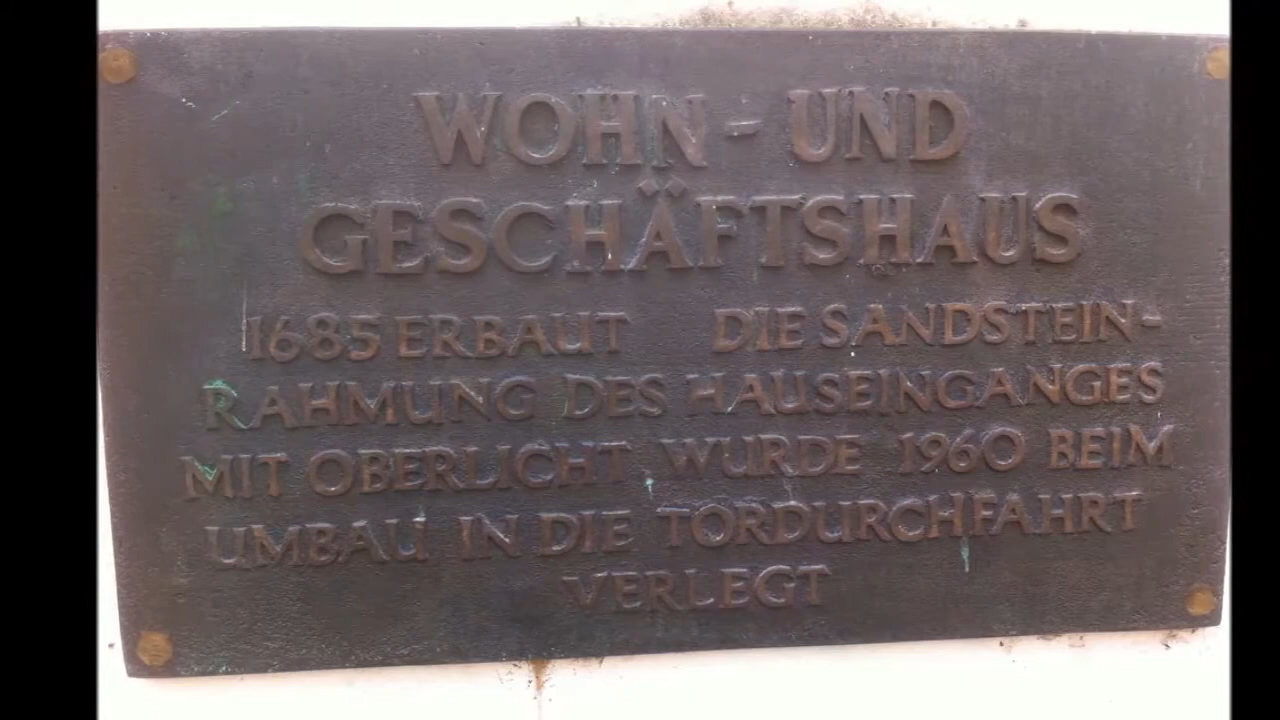 WOHN- UND
GESCHÄFTSHAUS
1685 ERBAUT DIE SANDSTEIN-
RAHMUNG DES HAUSEINGANGES
MIT OBERLICHT WURDE 1960 BEIM
UMBAU IN DIE TORDURCHFAHRT
VERLEGT